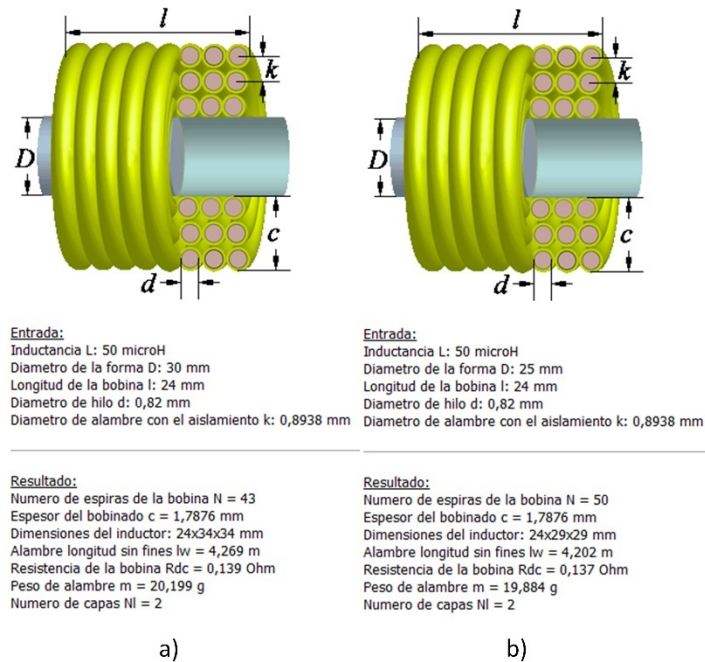 l
k
D
c
d
Entrada:
Inductancia L: 50 microH
Diametro de la forma D: 30 mm
Longitud de la bobina l: 24 mm
Diametro de hilo d: 0,82 mm
Diametro de alambre con el aislamiento k: 0,8938 mm
Resultado:
Numero de espiras de la bobina N = 43
Espesor del bobinado c = 1,7876 mm
Dimensiones del inductor: 24x34x34 mm
Alambre longitud sin fines lw = 4,269 m
Resistencia de la bobina Rdc = 0,139 Ohm
Peso de alambre m = 20,199 g
Numero de capas Nl = 2
a)
l
k
D
c
d
Entrada:
Inductancia L: 50 microH
Diametro de la forma D: 25 mm
Longitud de la bobina l: 24 mm
Diametro de hilo d: 0,82 mm
Diametro de alambre con el aislamiento k: 0,8938 mm
Resultado:
Numero de espiras de la bobina N = 50
Espesor del bobinado c = 1,7876 mm
Dimensiones del inductor: 24x29x29 mm
Alambre longitud sin fines lw = 4,202 m
Resistencia de la bobina Rdc = 0,137 Ohm
Peso de alambre m = 19,884 g
Numero de capas Nl = 2
b)